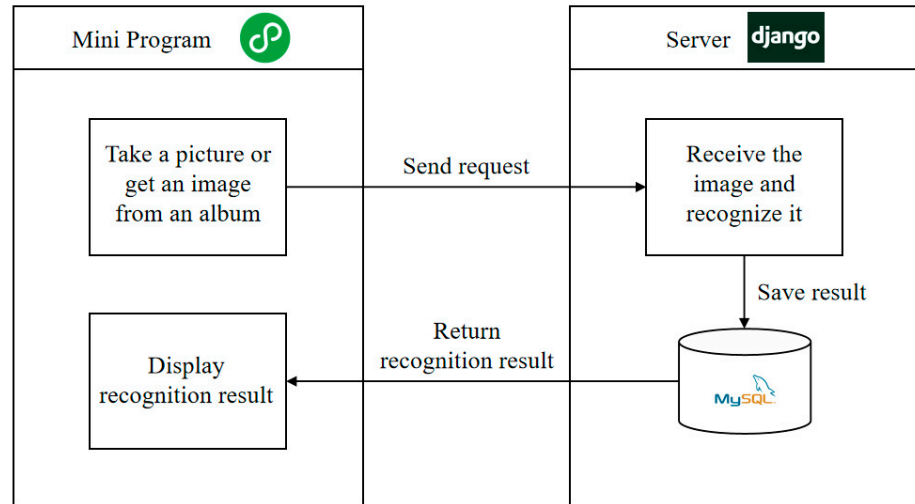 Mini Program
Server django
Take a picture or
get an image
from an album
Send request
Receive the
image and
recognize it
Save result
Display
recognition result
Return
recognition result
MySQL